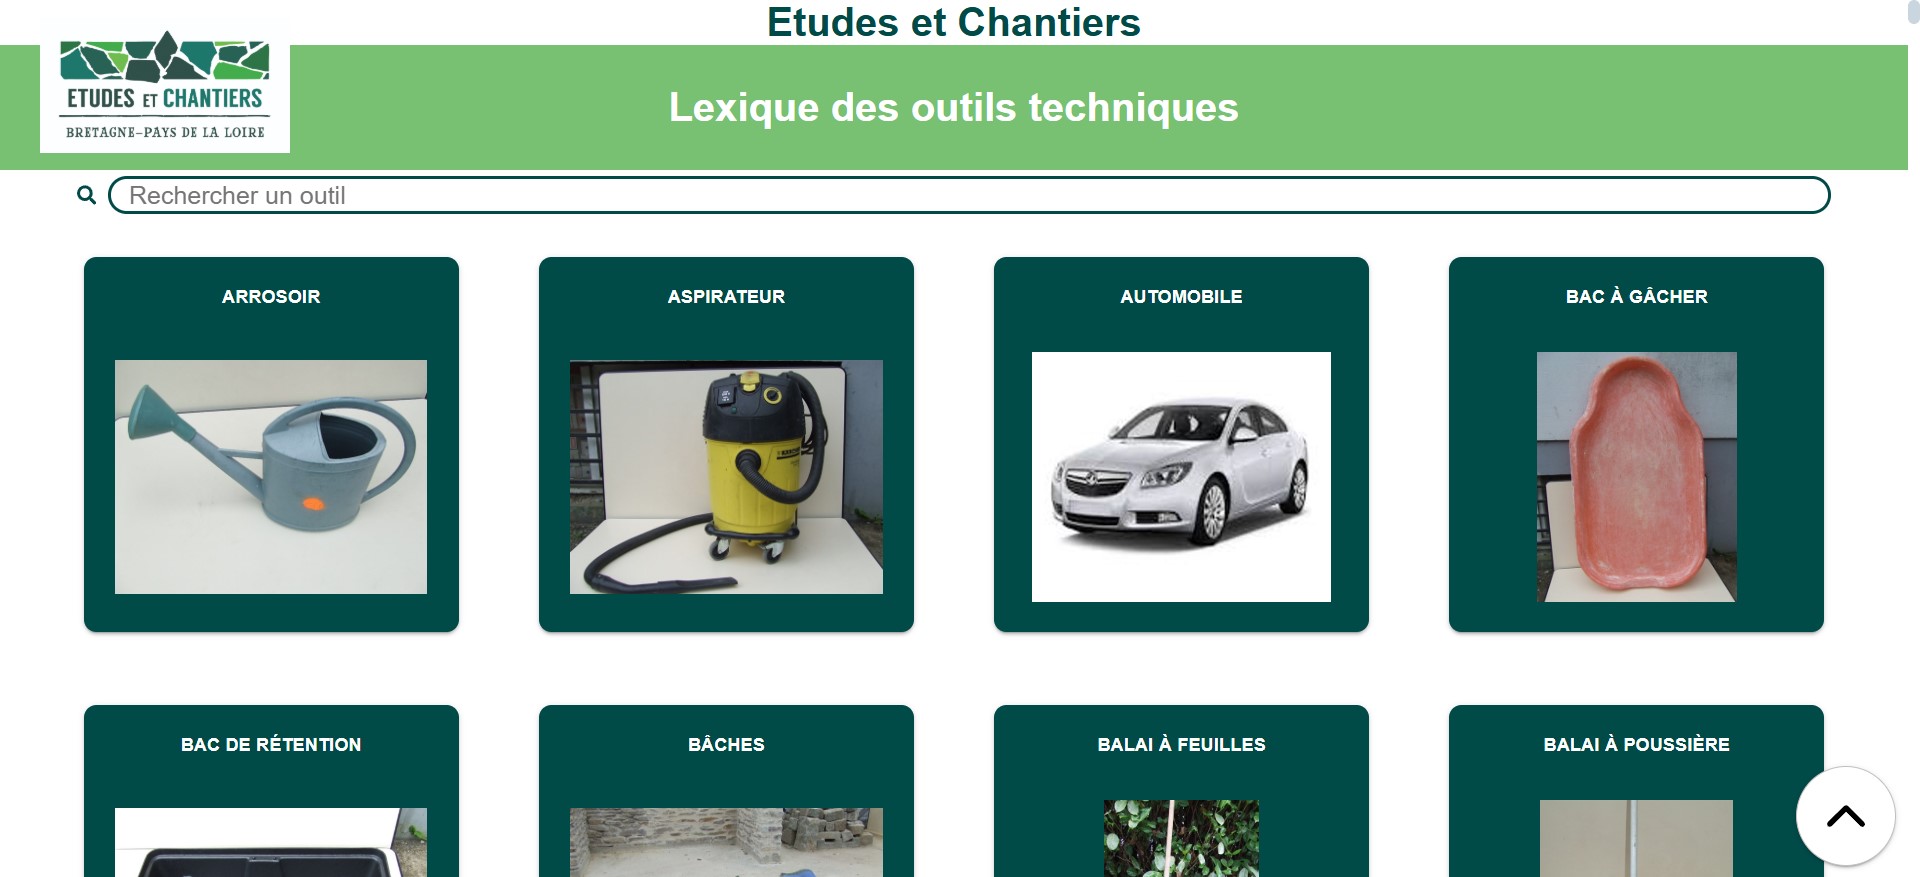 Etudes et Chantiers
ETUDES ET CHANTIERS
BRETAGNE-PAYS DE LA LOIRE
Lexique des outils techniques
Rechercher un outil
ARROSOIR
ASPIRATEUR
AUTOMOBILE
BAC À GÂCHER
BAC DE RÉTENTION
BÂCHES
BALAI À FEUILLES
BALAI À POUSSIÈRE